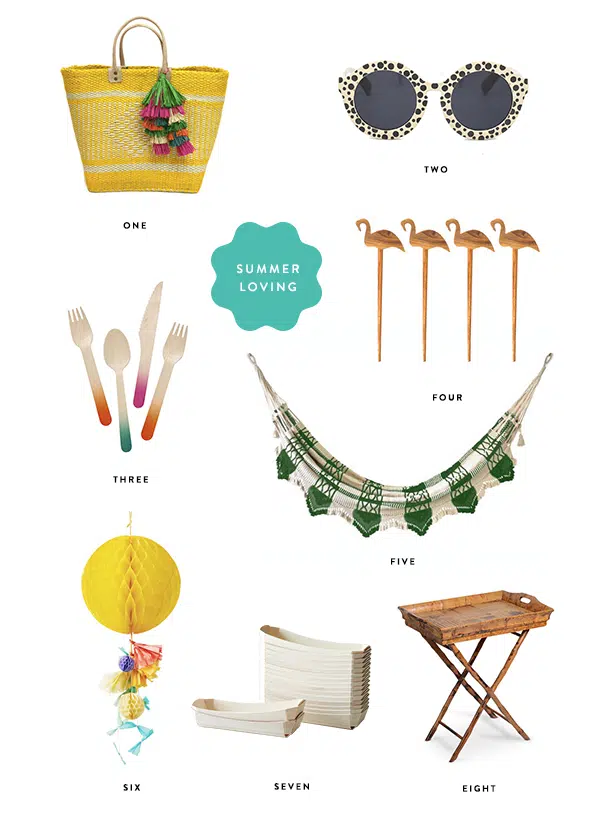 ONE
TWO
SUMMER
LOVING
THREE
FOUR
FIVE
SIX
SEVEN
EIGHT